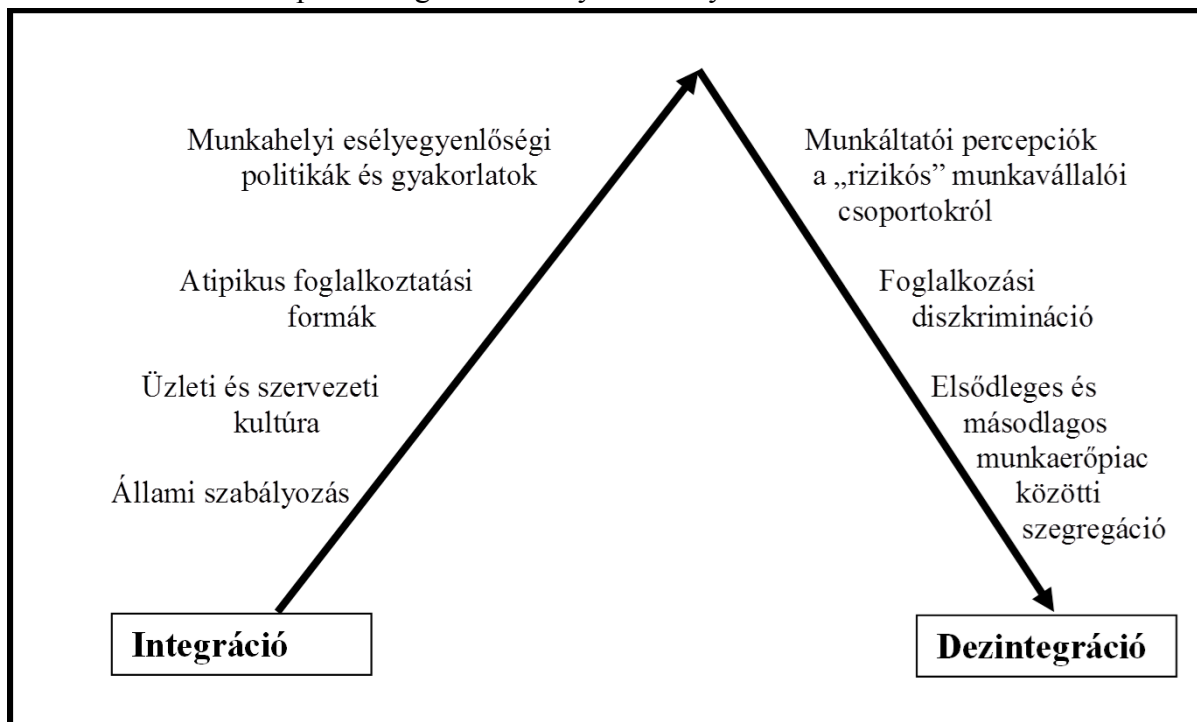 Munkahelyi esélyegyenlőségi
politikák és gyakorlatok
Atipikus foglalkoztatási
formák
Üzleti és szervezeti
kultúra
Állami szabályozás
Integráció
Munkáltatói percepciók
a „rizikós” munkavállalói
csoportokról
Foglalkozási
diszkrimináció
Elsődleges és
másodlagos
munkaerőpiac
közötti
szegregáció
Dezintegráció